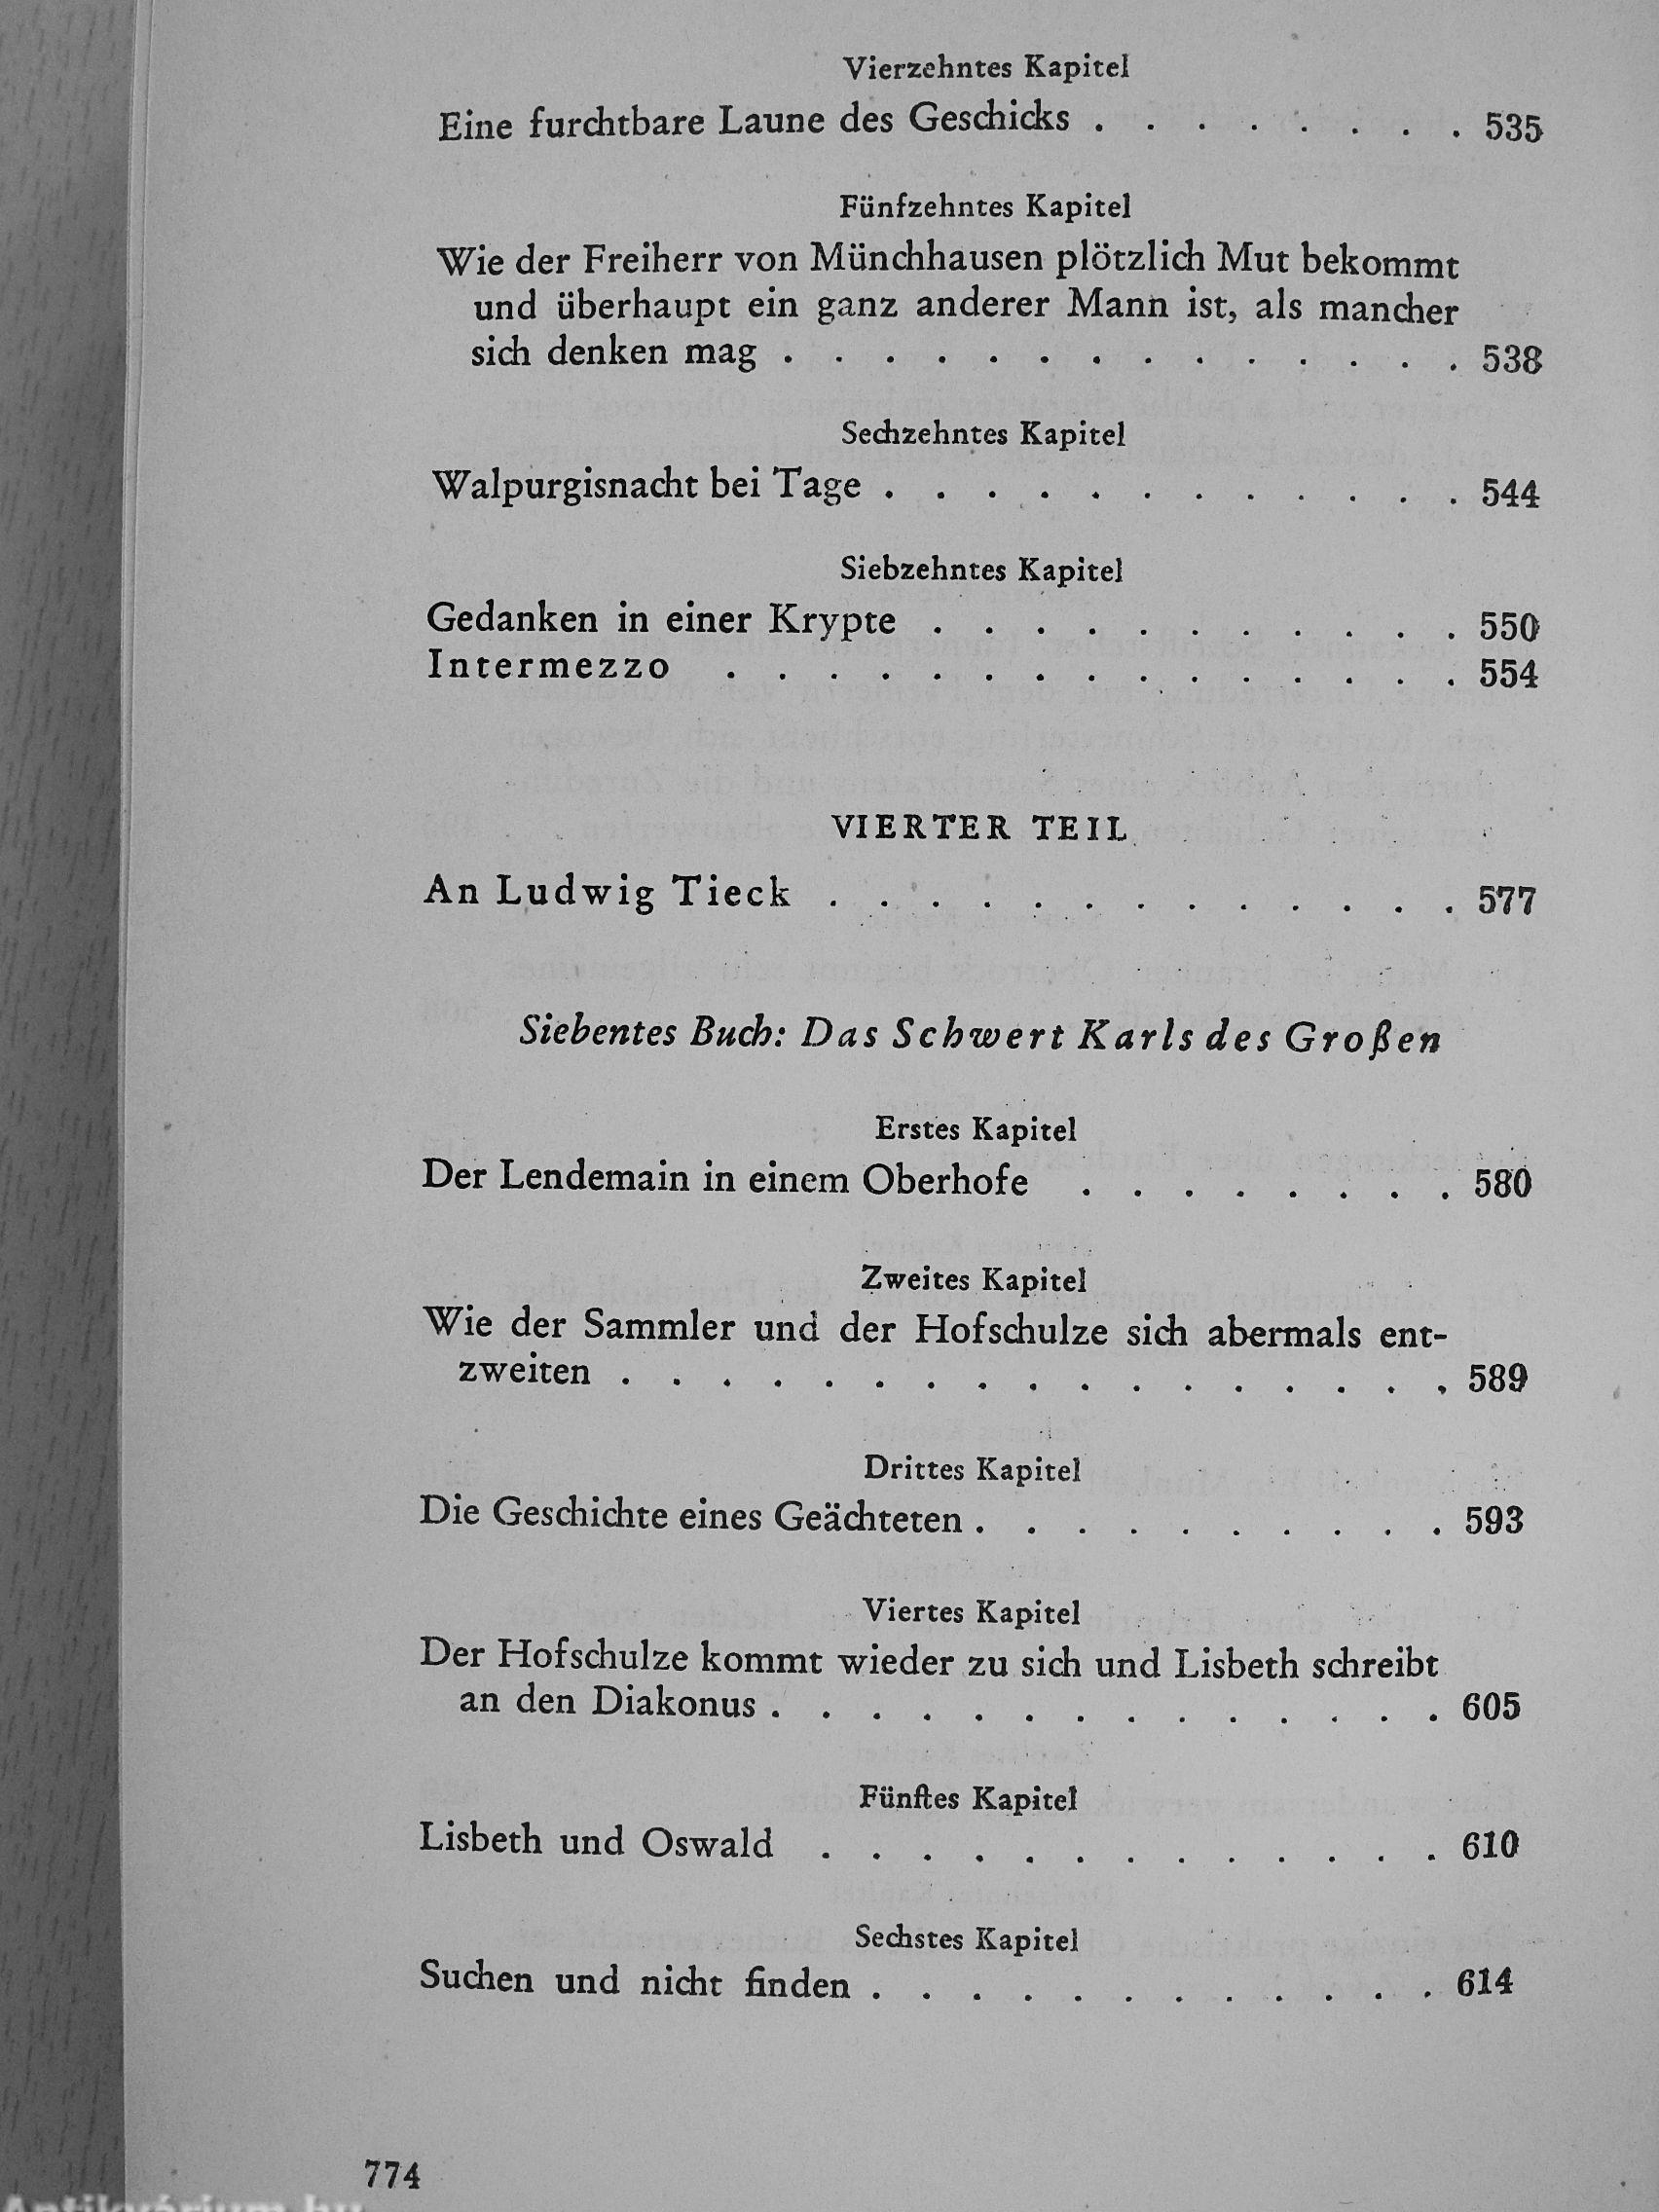 Vierzehntes Kapitel
Eine furchtbare Laune des Geschicks . . . . . . . . 535
Fünfzehntes Kapitel
Wie der Freiherr von Münchhausen plötzlich Mut bekommt
und überhaupt ein ganz anderer Mann ist, als mancher
sich denken mag . . . . . . . . . . . . . . 538
Sechzehntes Kapitel
Walpurgisnacht bei Tage . . . . . . . . . . . . 544
Siebzehntes Kapitel
Gedanken in einer Krypte . . . . . . . . . . . 550
Intermezzo . . . . . . . . . . . . . . . 554
VIERTER TEIL
An Ludwig Tieck . . . . . . . . . . . . . 577
Siebentes Buch: Das Schwert Karls des Großen
Erstes Kapitel
Der Lendemain in einem Oberhofe . . . . . . . . 580
Zweites Kapitel
Wie der Sammler und der Hofschulze sich abermals ent-
zweiten . . . . . . . . . . . . . . . . . 589
Drittes Kapitel
Die Geschichte eines Geächteten . . . . . . . . . . 593
Viertes Kapitel
Der Hofschulze kommt wieder zu sich und Lisbeth schreibt
an den Diakonus . . . . . . . . . . . . . . 605
Fünftes Kapitel
Lisbeth und Oswald . . . . . . . . . . . . . 610
Sechstes Kapitel
Suchen und nicht finden . . . . . . . . . . . . 614
774
Antikvárium.hu